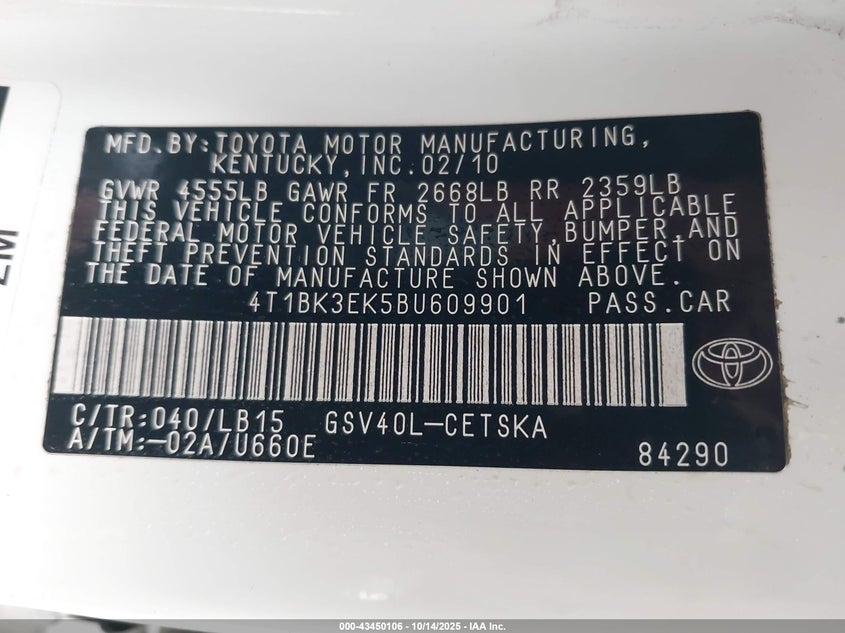 MFD.BY:TOYOTA MOTOR MANUFACTURING,
KENTUCKY,INC.02/10
GVWR 4555LB GAWR FR 2668LB RR 2359LB
THIS VEHICLE CONFORMS TO ALL APPLICABLE
FEDERAL MOTOR VEHICLE SAFETY,BUMPER,AND
THEFT PREVENTION STANDARDS IN EFFECT ON
THE DATE OF MANUFACTURE SHOWN ABOVE.
4T1BK3EK5BU609901 PASS.CAR
C/TR:040/LB15 GSV40L-CETSKA
A/TM:-02A/U660E 84290
000-43450106 - 10/14/2025 - IAA Inc.